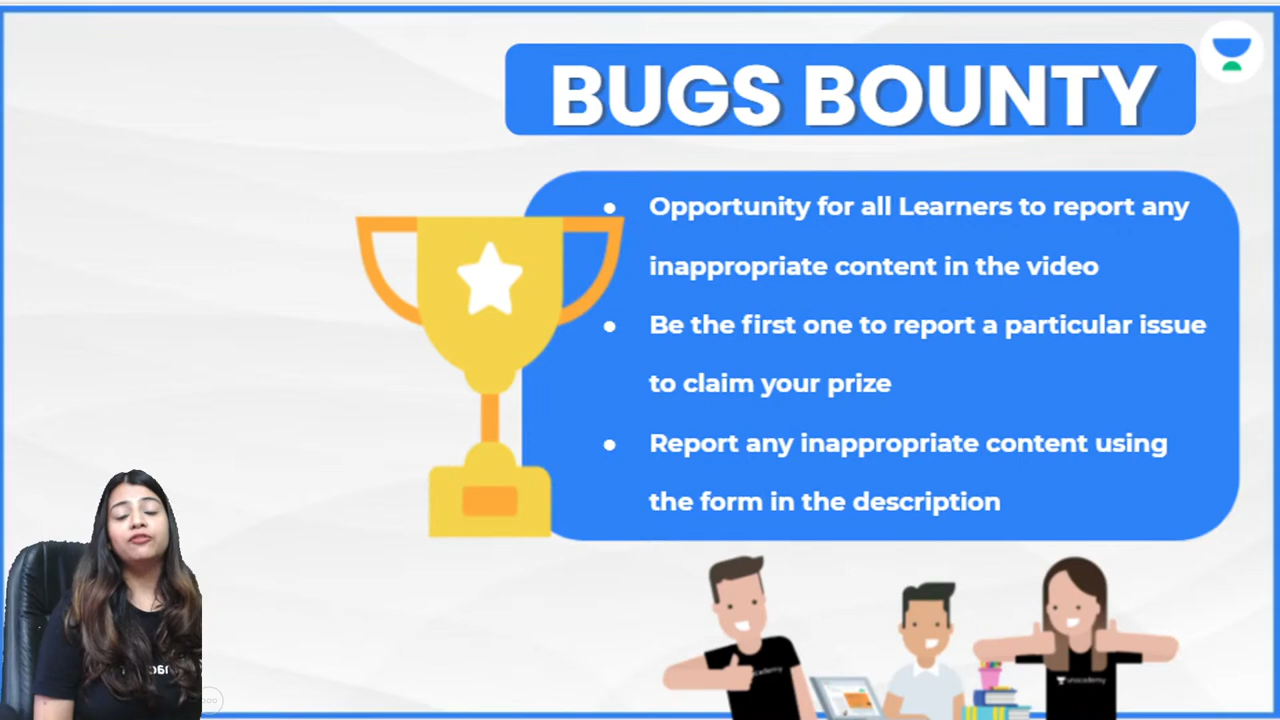 BUGS BOUNTY
● Opportunity for all Learners to report any
inappropriate content in the video
● Be the first one to report a particular issue
to claim your prize
● Report any inappropriate content using
the form in the description
unacademy